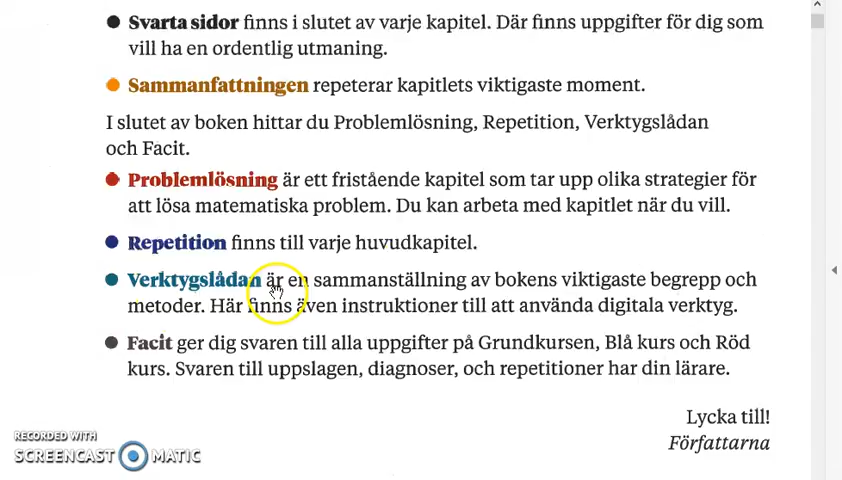 Svarta sidor finns i slutet av varje kapitel. Där finns uppgifter för dig som
vill ha en ordentlig utmaning.
Sammanfattningen repeterar kapitlets viktigaste moment.
I slutet av boken hittar du Problemlösning, Repetition, Verktygslådan
och Facit.
Problemlösning är ett fristående kapitel som tar upp olika strategier för
att lösa matematiska problem. Du kan arbeta med kapitlet när du vill.
Repetition finns till varje huvudkapitel.
Verktygslådan är en sammanställning av bokens viktigaste begrepp och
metoder. Här finns även instruktioner till att använda digitala verktyg.
Facit ger dig svaren till alla uppgifter på Grundkursen, Blå kurs och Röd
kurs. Svaren till uppslagen, diagnoser, och repetitioner har din lärare.
Lycka till!
Författarna
RECORDED WITH
SCREENCAST MATIC